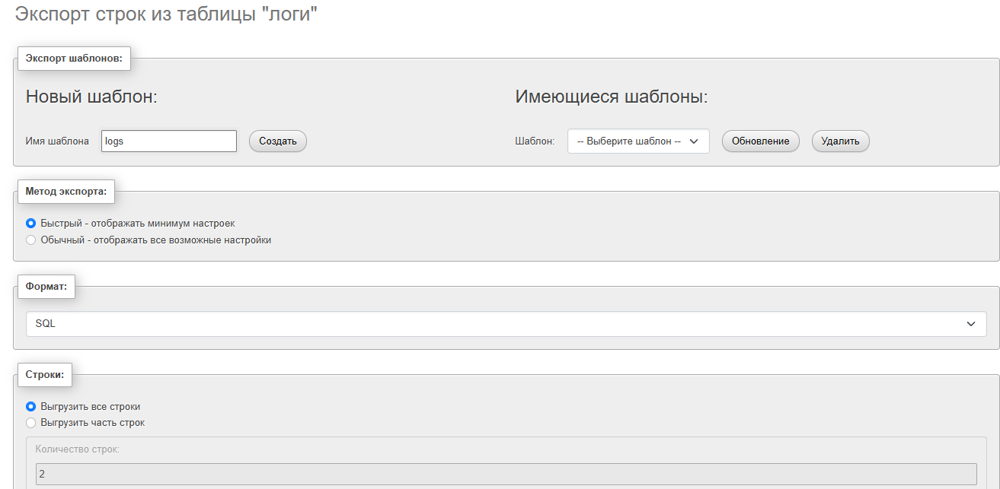 Экспорт строк из таблицы "логи"
Экспорт шаблонов:
Новый шаблон:
Имя шаблона logs Создать
Имеющиеся шаблоны:
Шаблон: -- Выберите шаблон -- Обновление Удалить
Метод экспорта:
Быстрый - отображать минимум настроек
Обычный - отображать все возможные настройки
Формат:
SQL
Строки:
Выгрузить все строки
Выгрузить часть строк
Количество строк:
2